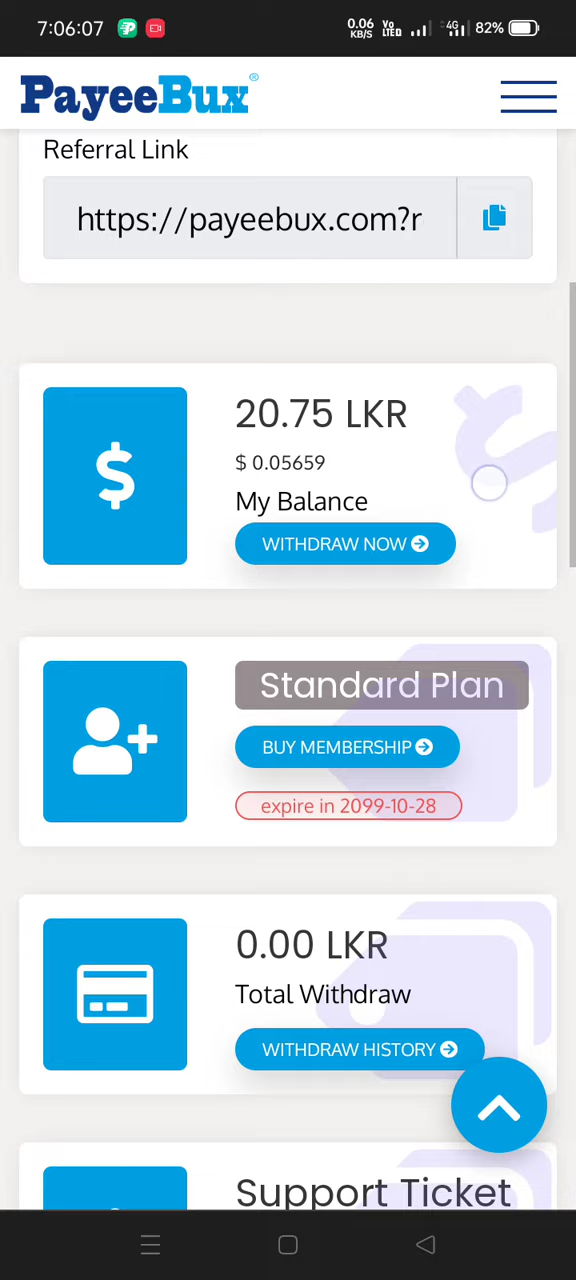 7:06:07
0.06 KB/S
Vo LTED
4G
82%
PayeeBux®
Referral Link
https://payeebux.com?r
20.75 LKR
$ 0.05659
My Balance
WITHDRAW NOW
Standard Plan
BUY MEMBERSHIP
expire in 2099-10-28
0.00 LKR
Total Withdraw
WITHDRAW HISTORY
Support Ticket